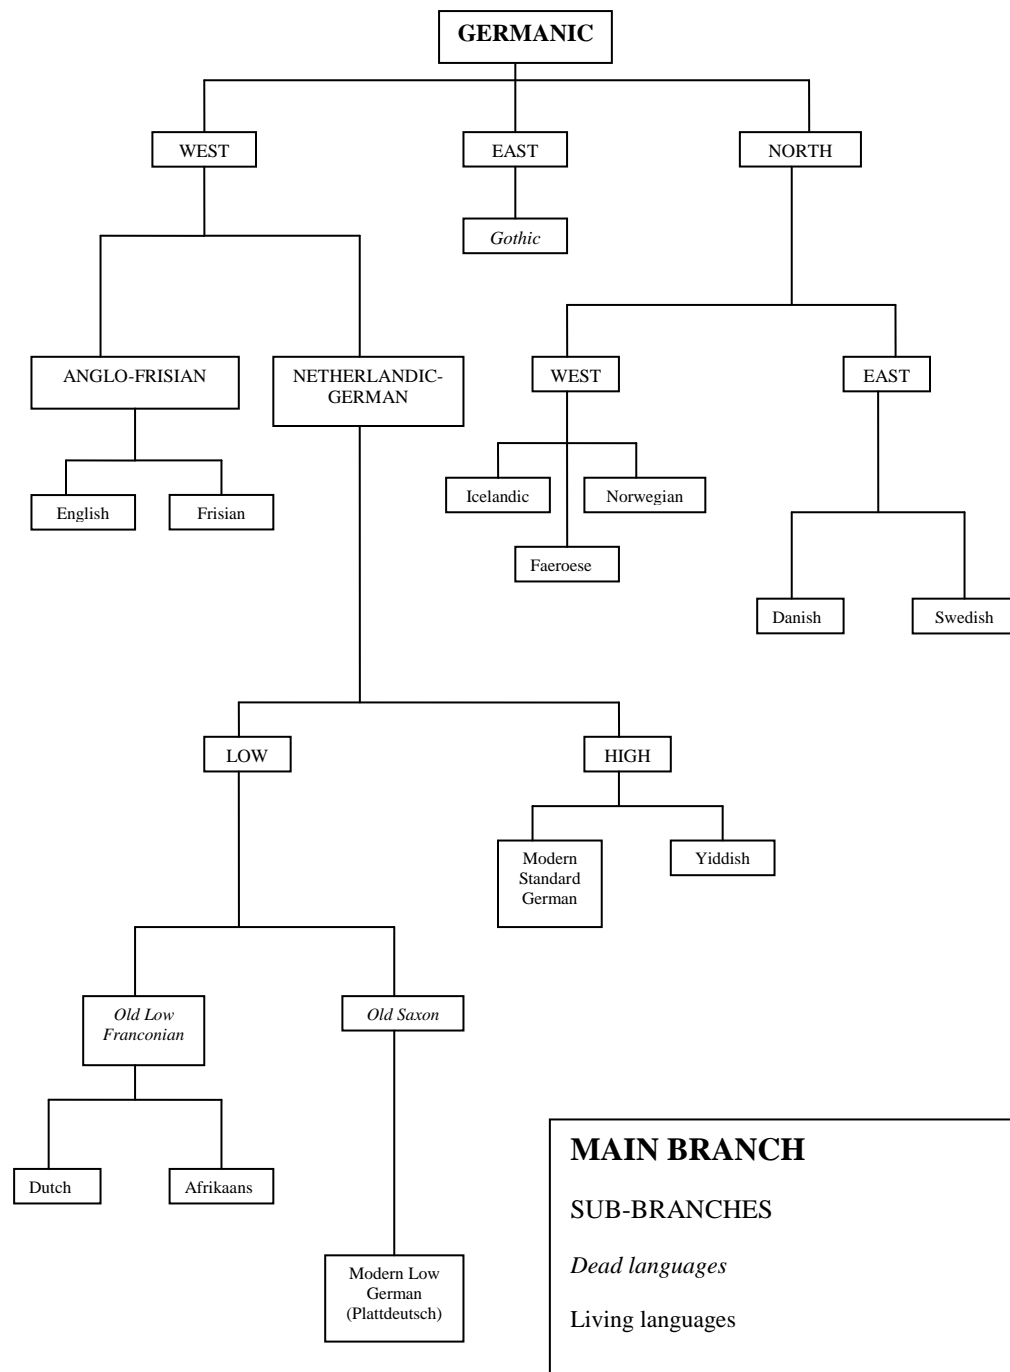 GERMANIC
WEST
EAST
NORTH
Gothic
ANGLO-FRISIAN
NETHERLANDIC-
GERMAN
WEST
EAST
English
Frisian
Icelandic
Norwegian
Faeroese
Danish
Swedish
LOW
HIGH
Modern
Standard
German
Yiddish
Old Low
Franconian
Old Saxon
Dutch
Afrikaans
Modern Low
German
(Plattdeutsch)
MAIN BRANCH
SUB-BRANCHES
Dead languages
Living languages